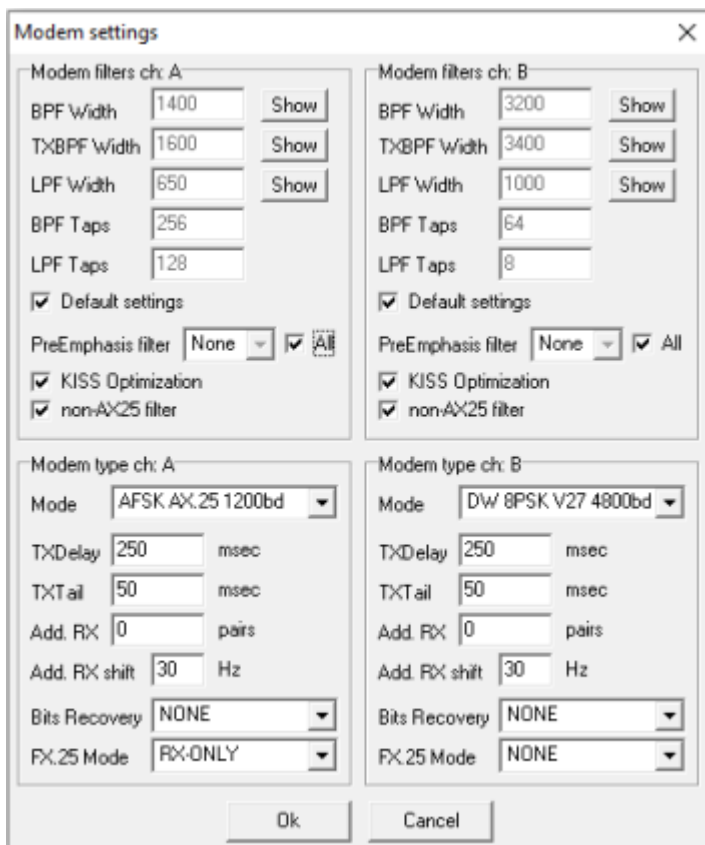 Modem settings
Modem filters ch: A
BPF Width 1400 Show
TXBPF Width 1600 Show
LPF Width 650 Show
BPF Taps 256
LPF Taps 128
Default settings
PreEmphasis filter None All
KISS Optimization
non-AX25 filter
Modem filters ch: B
BPF Width 3200 Show
TXBPF Width 3400 Show
LPF Width 1000 Show
BPF Taps 64
LPF Taps 8
Default settings
PreEmphasis filter None All
KISS Optimization
non-AX25 filter
Modem type ch: A
Mode AFSK AX.25 1200bd
TXDelay 250 msec
TXTail 50 msec
Add. RX 0 pairs
Add. RX shift 30 Hz
Bits Recovery NONE
FX.25 Mode RX-ONLY
Modem type ch: B
Mode DW 8PSK V27 4800bd
TXDelay 250 msec
TXTail 50 msec
Add. RX 0 pairs
Add. RX shift 30 Hz
Bits Recovery NONE
FX.25 Mode NONE
Ok Cancel